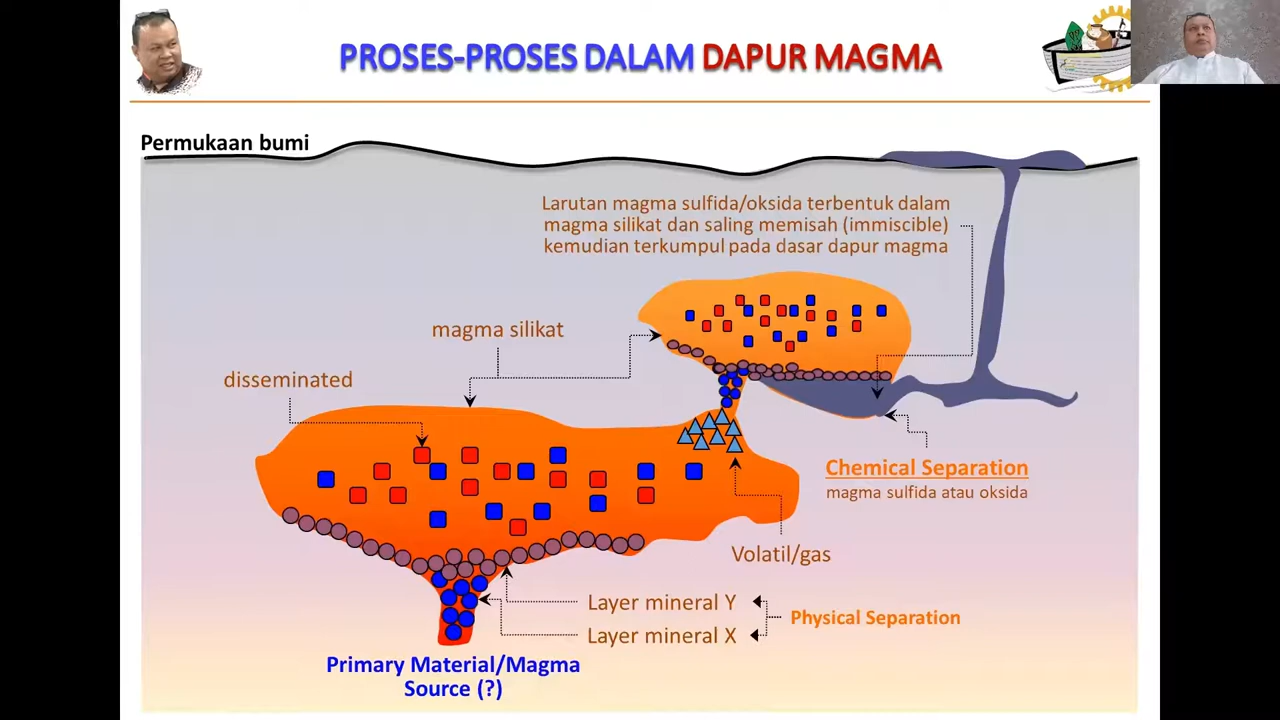 PROSES-PROSES DALAM DAPUR MAGMA
Permukaan bumi
Larutan magma sulfida/oksida terbentuk dalam
magma silikat dan saling memisah (immiscible)
kemudian terkumpul pada dasar dapur magma
magma silikat
disseminated
Chemical Separation
magma sulfida atau oksida
Volatil/gas
Layer mineral Y
Physical Separation
Layer mineral X
Primary Material/Magma
Source (?)